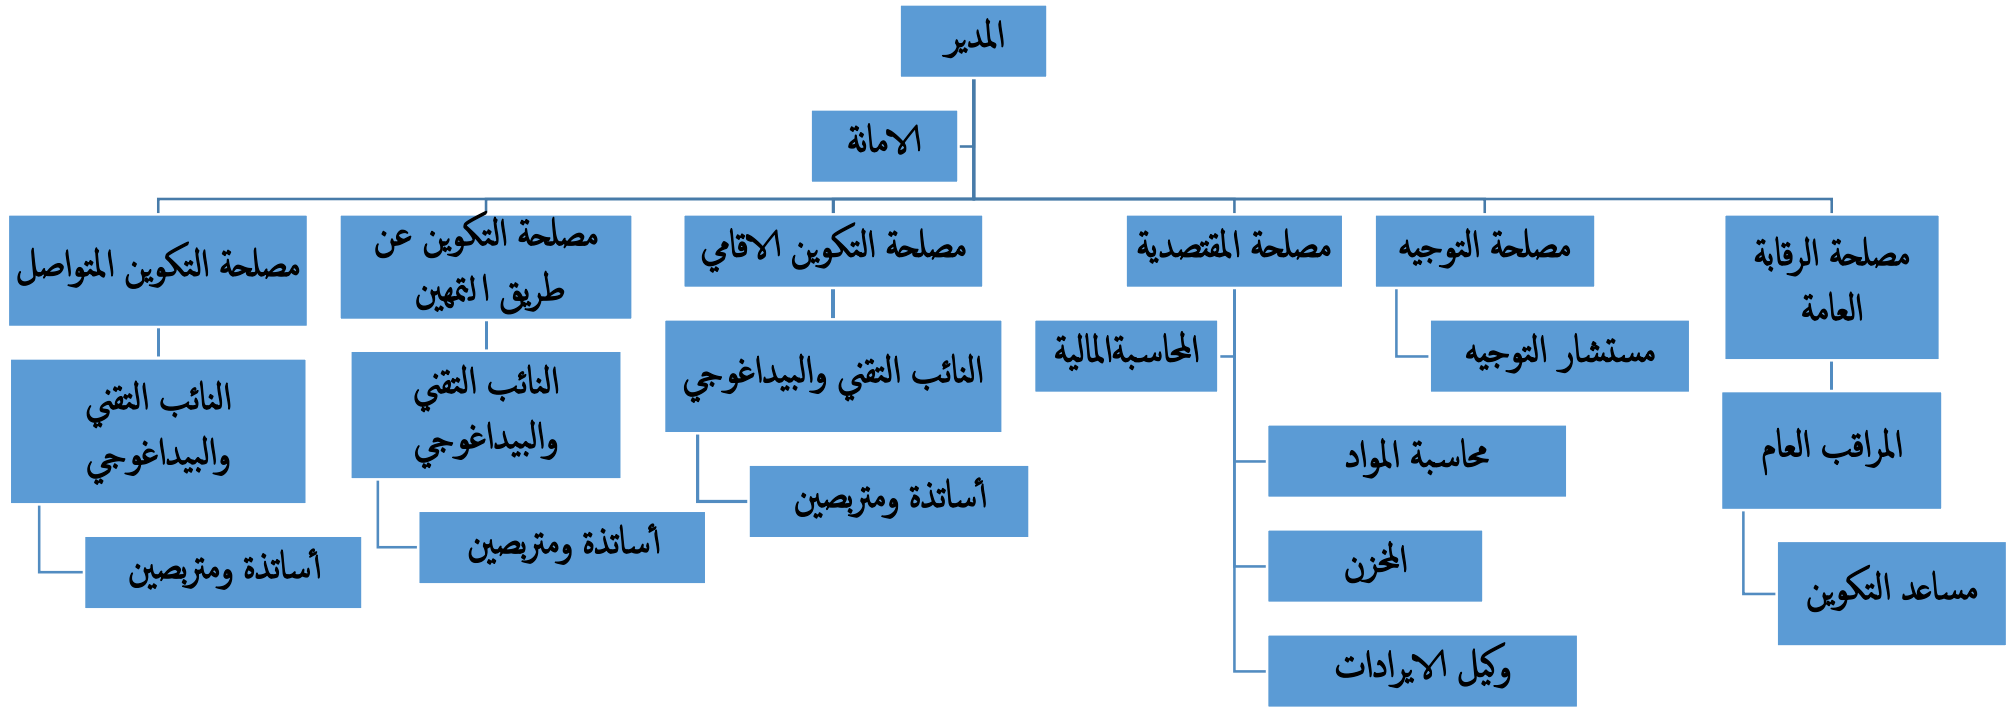 المدير
الامانة
مصلحة الرقابة
العامة
مصلحة التوجيه
مصلحة المقتصدية
مصلحة التكوين الاقامي
مصلحة التكوين عن
طريق التمهين
مصلحة التكوين المتواصل
المراقب العام
مستشار التوجيه
المحاسبةالمالية
النائب التقني والبيداغوجي
النائب التقني
والبيداغوجي
النائب التقني
والبيداغوجي
مساعد التكوين
محاسبة المواد
المخزن
وكيل الايرادات
أساتذة ومتربصين
أساتذة ومتربصين
أساتذة ومتربصين